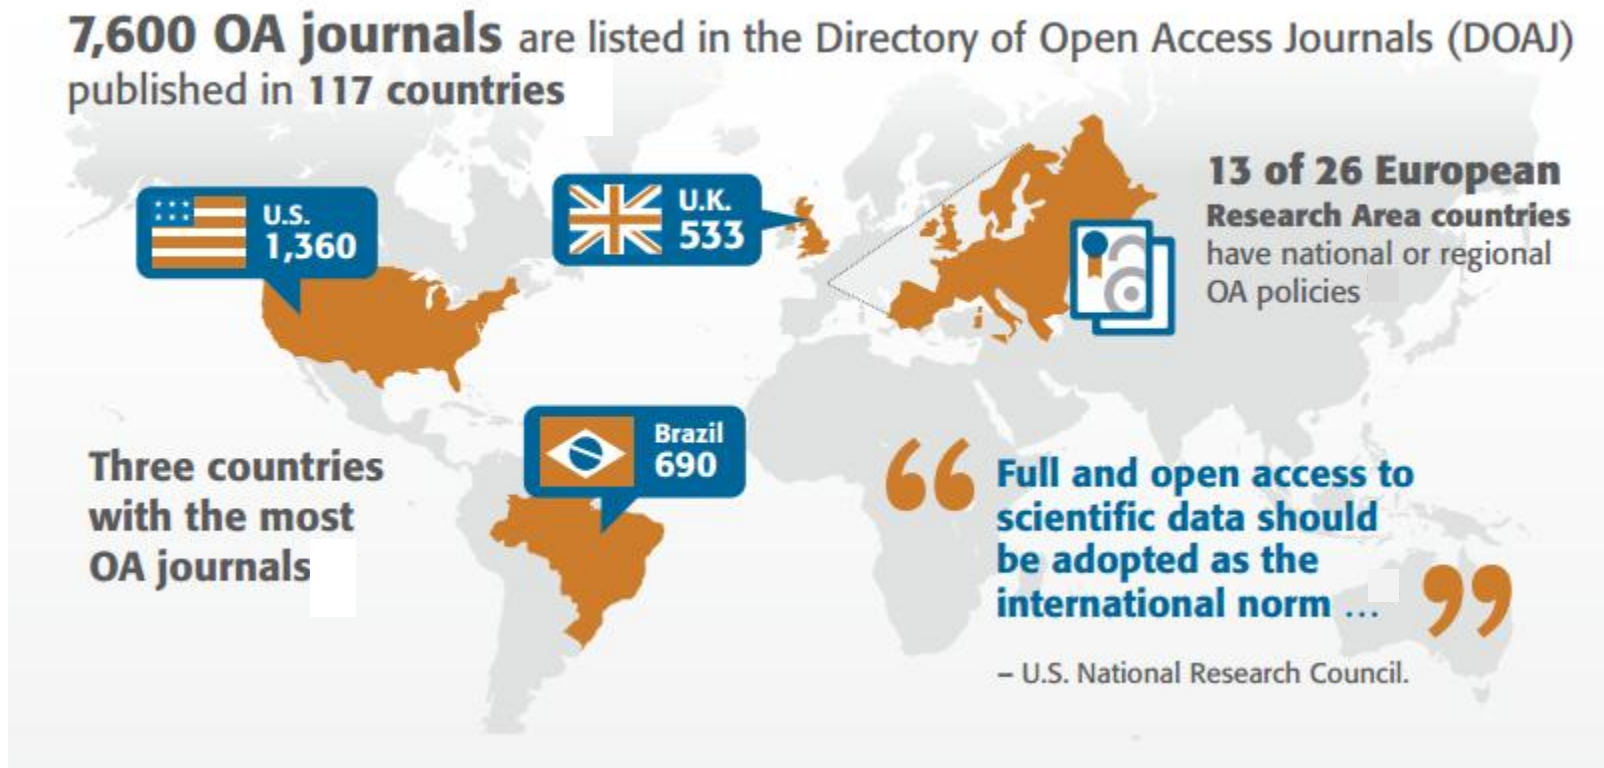 7,600 OA journals are listed in the Directory of Open Access Journals (DOAJ)
published in 117 countries
U.S.
1,360
U.K.
533
13 of 26 European
Research Area countries
have national or regional
OA policies
Brazil
690
Three countries
with the most
OA journals
“Full and open access to
scientific data should
be adopted as the
international norm ...”
– U.S. National Research Council.